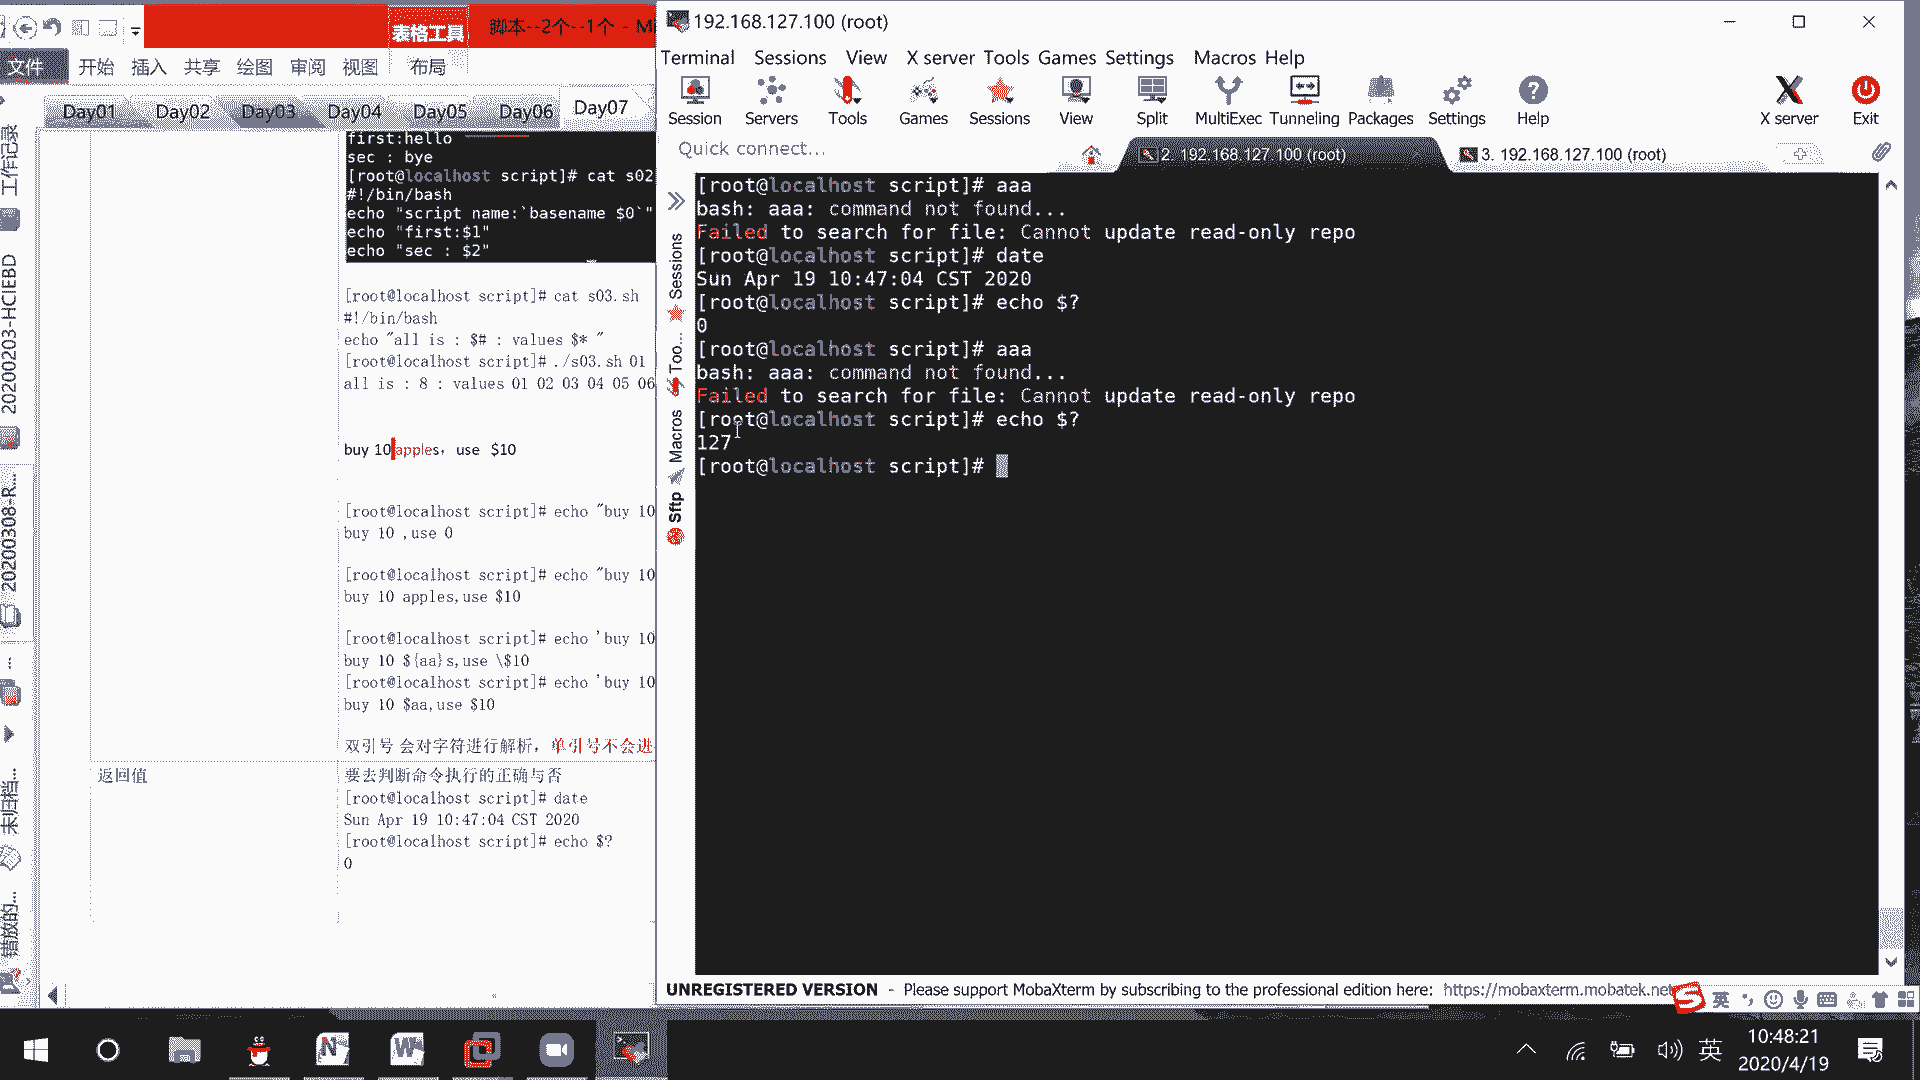 表格工具
脚本--2个--1个 - M
文件 开始 插入 共享 绘图 审阅 视图 布局
Day01 Day02 Day03 Day04 Day05 Day06 Day07
工作记录
20200203-HCIEBD
20200308-R...
...
未归档...
错放的...
first:hello
sec : bye
[root@localhost script]# cat s02
#!/bin/bash
echo "script name:`basename $0`"
echo "first:$1"
echo "sec : $2"
[root@localhost script]# cat s03.sh
#!/bin/bash
echo "all is : $# : values $* "
[root@localhost script]# ./s03.sh 01
all is : 8 : values 01 02 03 04 05 06
buy 10 apples，use $10
[root@localhost script]# echo "buy 10
buy 10 ,use 0
[root@localhost script]# echo "buy 10
buy 10 apples,use $10
[root@localhost script]# echo 'buy 10
buy 10 ${aa}s,use \$10
[root@localhost script]# echo 'buy 10
buy 10 $aa,use $10
双引号 会对字符进行解析，单引号不会进
返回值
要去判断命令执行的正确与否
[root@localhost script]# date
Sun Apr 19 10:47:04 CST 2020
[root@localhost script]# echo $?
0
192.168.127.100 (root)
Terminal Sessions View X server Tools Games Settings Macros Help
Session Servers Tools Games Sessions View Split MultiExec Tunneling Packages Settings Help X server Exit
Quick connect...
2. 192.168.127.100 (root)
3. 192.168.127.100 (root)
Sessions
Too...
Macros
Sftp
[root@localhost script]# aaa
bash: aaa: command not found...
Failed to search for file: Cannot update read-only repo
[root@localhost script]# date
Sun Apr 19 10:47:04 CST 2020
[root@localhost script]# echo $?
0
[root@localhost script]# aaa
bash: aaa: command not found...
Failed to search for file: Cannot update read-only repo
[root@localhost script]# echo $?
127
[root@localhost script]#
UNREGISTERED VERSION - Please support MobaXterm by subscribing to the professional edition here: https://mobaxterm.mobatek.net
英
英
10:48:21
2020/4/19